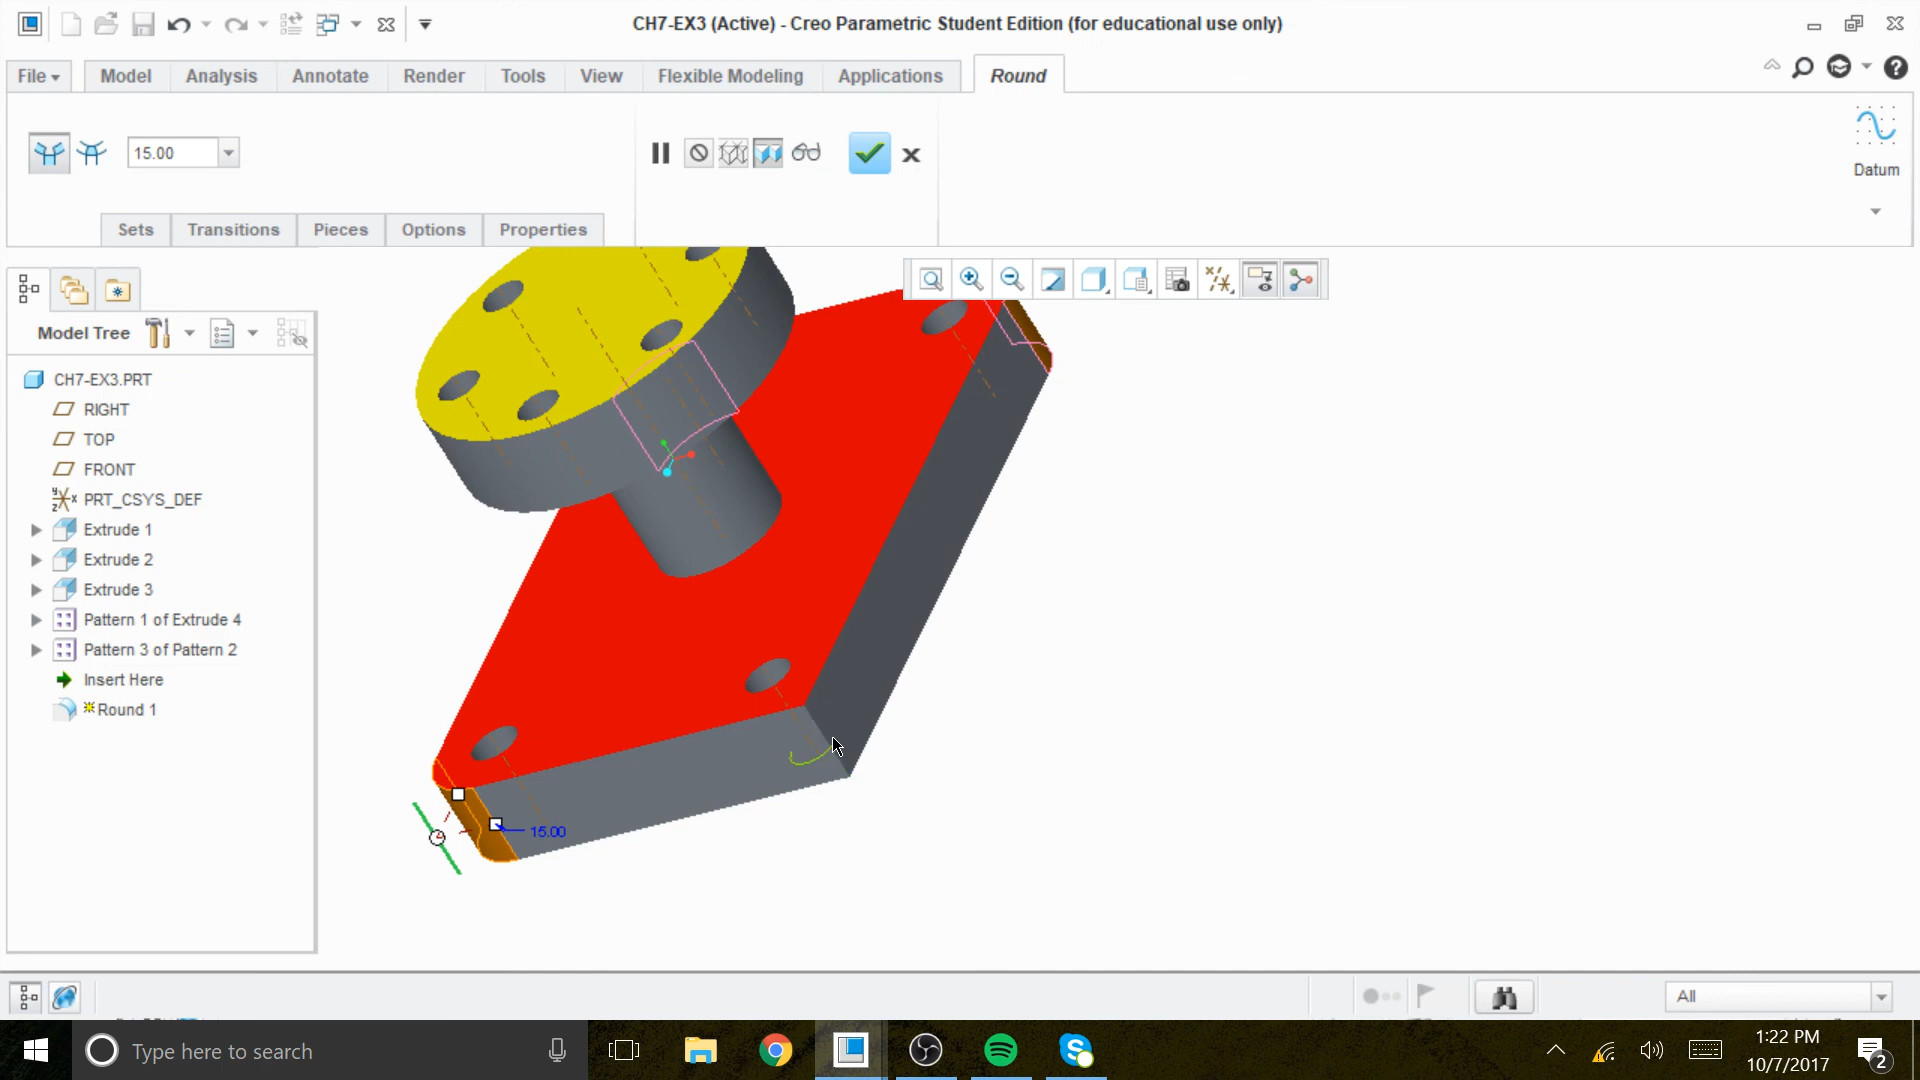 CH7-EX3 (Active) - Creo Parametric Student Edition (for educational use only)
File Model Analysis Annotate Render Tools View Flexible Modeling Applications Round
15.00
Datum
Sets Transitions Pieces Options Properties
Model Tree
CH7-EX3.PRT
RIGHT
TOP
FRONT
PRT_CSYS_DEF
Extrude 1
Extrude 2
Extrude 3
Pattern 1 of Extrude 4
Pattern 3 of Pattern 2
Insert Here
Round 1
15.00
All
Type here to search
1:22 PM
10/7/2017
2